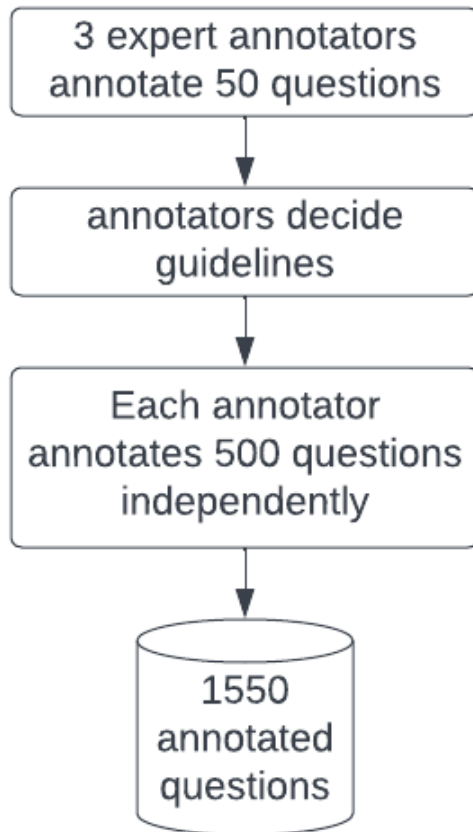 3 expert annotators
annotate 50 questions
annotators decide
guidelines
Each annotator
annotates 500 questions
independently
1550
annotated
questions